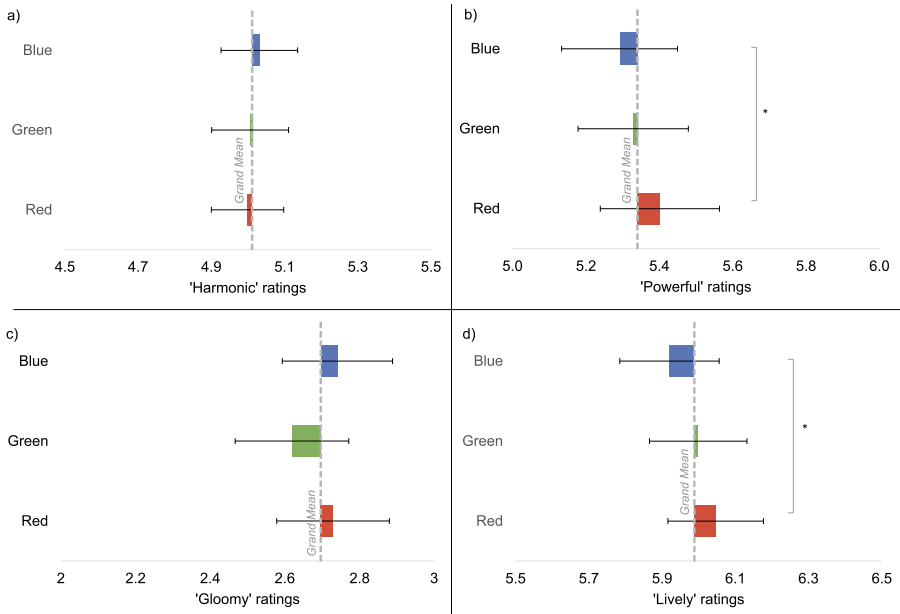 a)
Blue
Green
Red
Grand Mean
4.5 4.7 4.9 5.1 5.3 5.5
'Harmonic' ratings
b)
Blue
Green
Red
Grand Mean
*
5.0 5.2 5.4 5.6 5.8 6.0
'Powerful' ratings
c)
Blue
Green
Red
Grand Mean
2 2.2 2.4 2.6 2.8 3
'Gloomy' ratings
d)
Blue
Green
Red
Grand Mean
*
5.5 5.7 5.9 6.1 6.3 6.5
'Lively' ratings